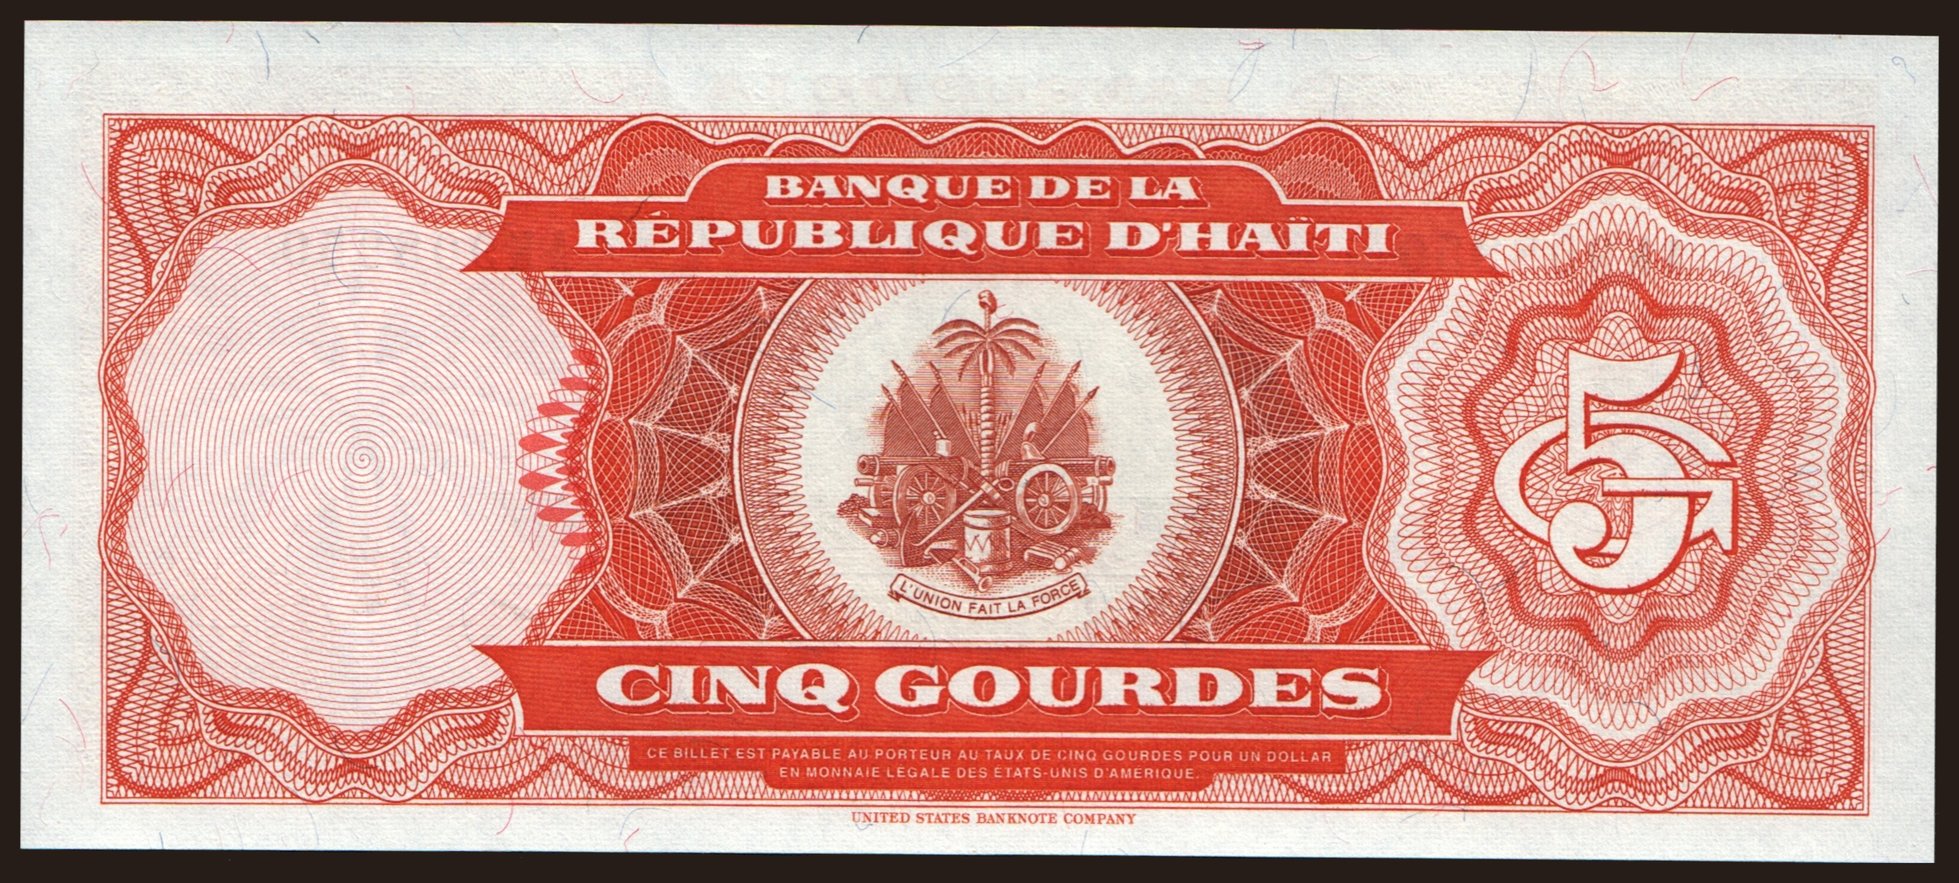 BANQUE DE LA
RÉPUBLIQUE D'HAÏTI
5 G
L'UNION FAIT LA FORCE
CINQ GOURDES
CE BILLET EST PAYABLE AU PORTEUR AU TAUX DE CINQ GOURDES POUR UN DOLLAR
EN MONNAIE LÉGALE DES ÉTATS-UNIS D'AMÉRIQUE.
UNITED STATES BANKNOTE COMPANY